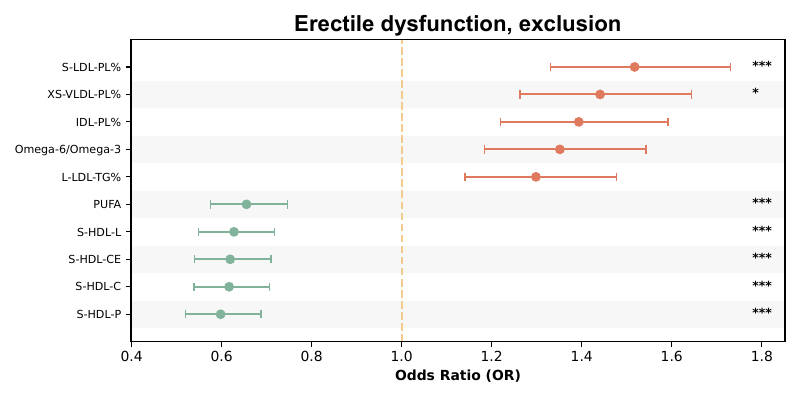 Erectile dysfunction, exclusion
S-LDL-PL% ***
XS-VLDL-PL% *
IDL-PL%
Omega-6/Omega-3
L-LDL-TG%
PUFA ***
S-HDL-L ***
S-HDL-CE ***
S-HDL-C ***
S-HDL-P ***
0.4 0.6 0.8 1.0 1.2 1.4 1.6 1.8
Odds Ratio (OR)